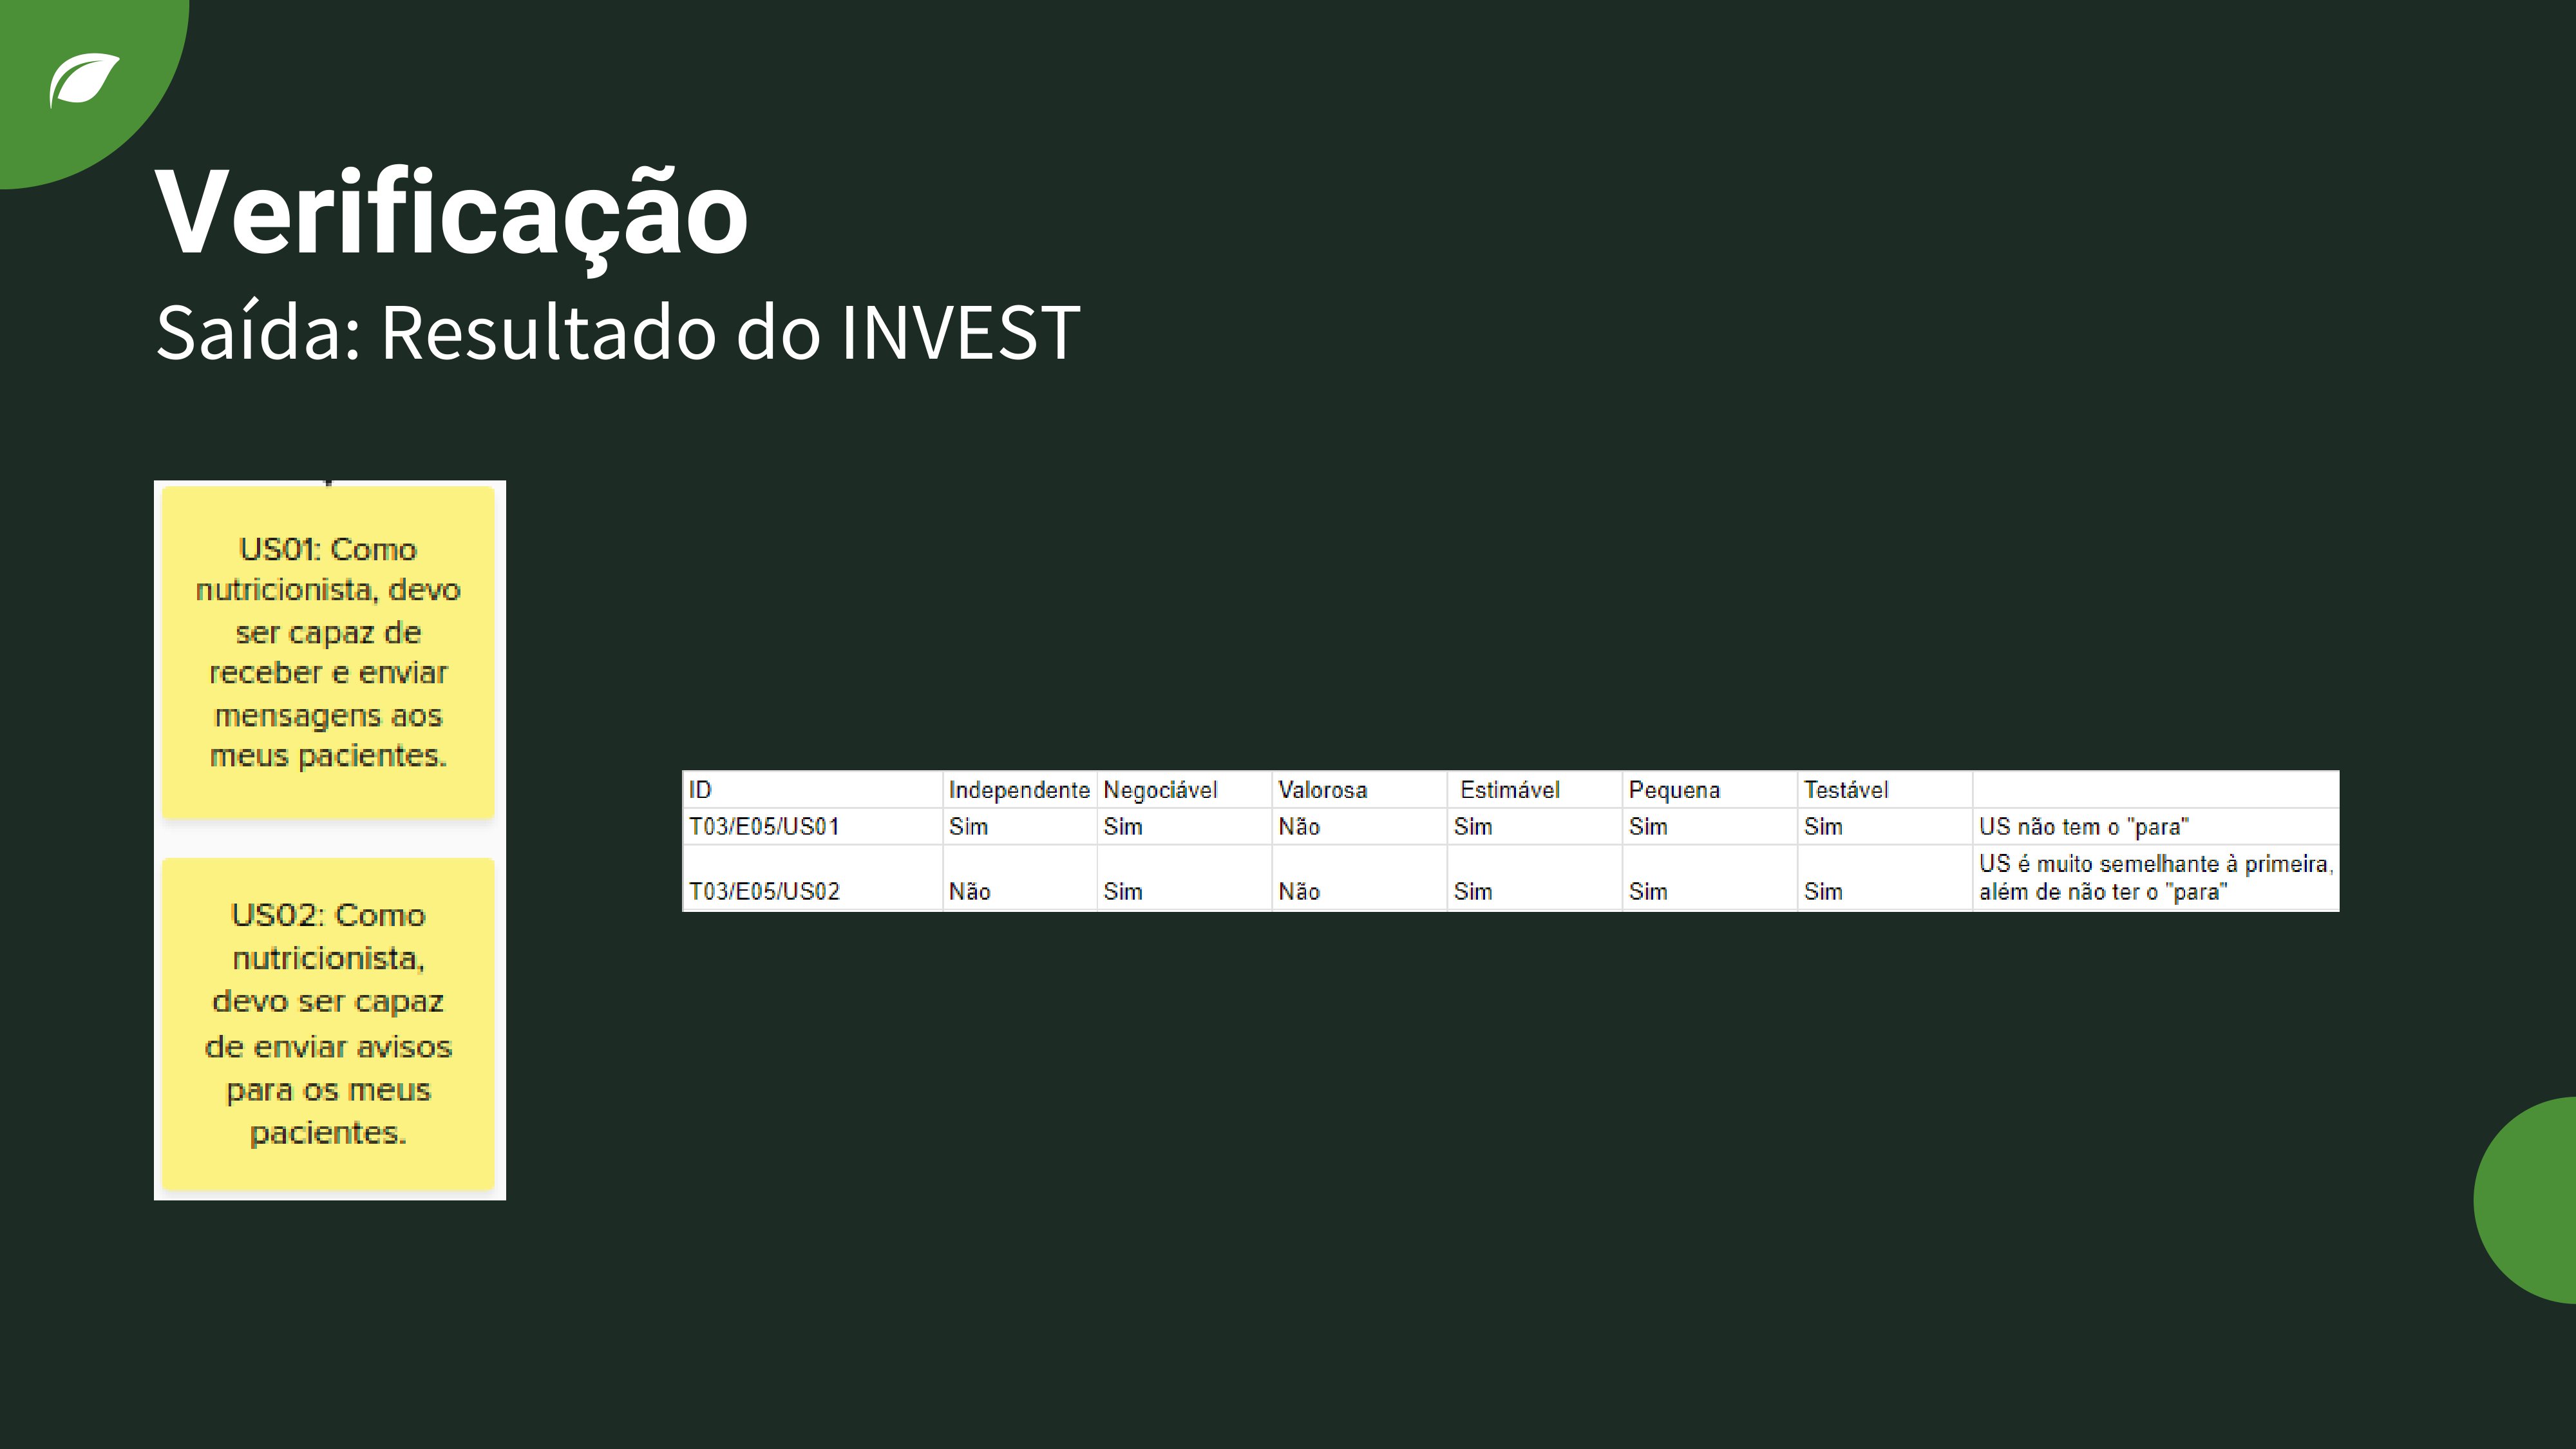 Verificação
Saída: Resultado do INVEST
US01: Como
nutricionista, devo
ser capaz de
receber e enviar
mensagens aos
meus pacientes.
US02: Como
nutricionista,
devo ser capaz
de enviar avisos
para os meus
pacientes.
ID Independente Negociável Valorosa Estimável Pequena Testável
T03/E05/US01 Sim Sim Não Sim Sim Sim US não tem o "para"
T03/E05/US02 Não Sim Não Sim Sim Sim US é muito semelhante à primeira,
além de não ter o "para"